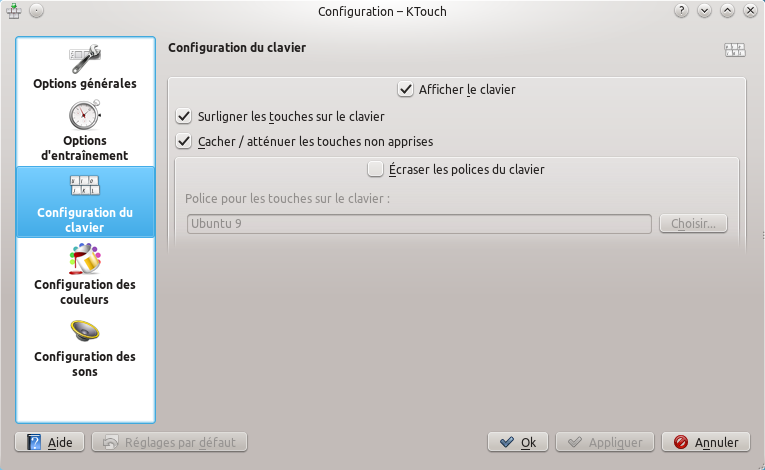 Configuration – KTouch
Options générales
Options
d'entraînement
Configuration du
clavier
Configuration des
couleurs
Configuration des
sons
Configuration du clavier
Afficher le clavier
Surligner les touches sur le clavier
Cacher / atténuer les touches non apprises
Écraser les polices du clavier
Police pour les touches sur le clavier :
Ubuntu 9
Choisir...
Aide
Réglages par défaut
Ok
Appliquer
Annuler